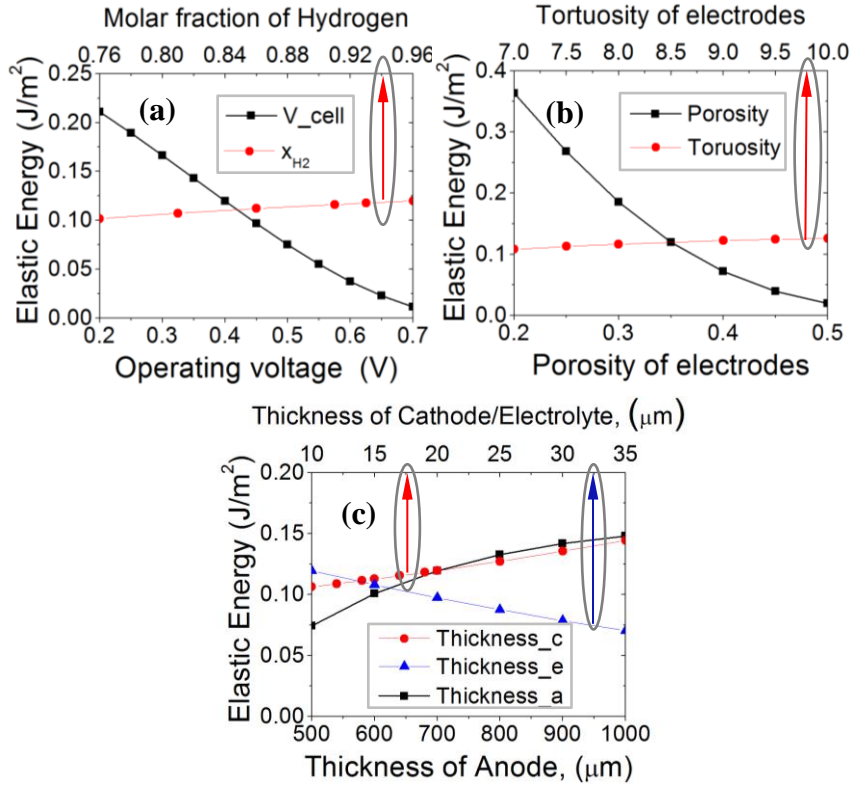 Molar fraction of Hydrogen
0.76 0.80 0.84 0.88 0.92 0.96
Elastic Energy (J/m²)
0.25
0.20
0.15
0.10
0.05
0.00
(a)
V_cell
x_H2
0.2 0.3 0.4 0.5 0.6 0.7
Operating voltage (V)
Tortuosity of electrodes
7.0 7.5 8.0 8.5 9.0 9.5 10.0
Elastic Energy (J/m²)
0.4
0.3
0.2
0.1
0.0
(b)
Porosity
Toruosity
0.2 0.3 0.4 0.5
Porosity of electrodes
Thickness of Cathode/Electrolyte, (μm)
10 15 20 25 30 35
Elastic Energy (J/m²)
0.20
0.15
0.10
0.05
0.00
(c)
Thickness_c
Thickness_e
Thickness_a
500 600 700 800 900 1000
Thickness of Anode, (μm)